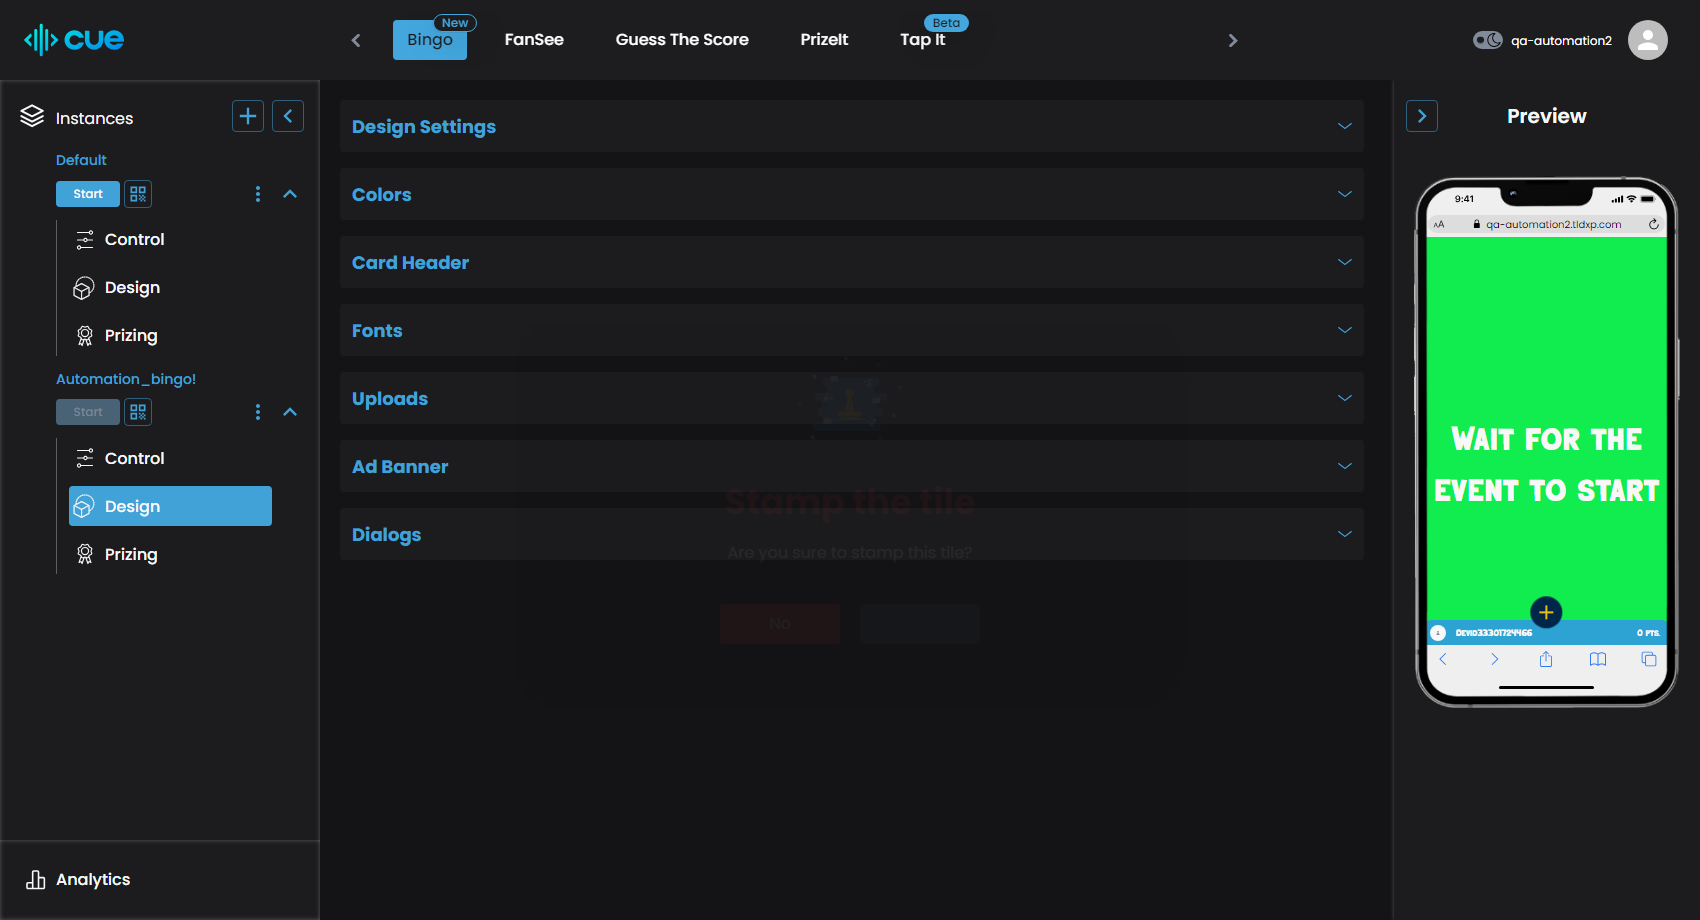 cue
Bingo
New
FanSee
Guess The Score
PrizeIt
Tap It
Beta
qa-automation2
Instances
Default
Start
Control
Design
Prizing
Automation_bingo!
Start
Control
Design
Prizing
Analytics
Design Settings
Colors
Card Header
Fonts
Uploads
Ad Banner
Dialogs
Stamp the tile
Are you sure to stamp this tile?
No
Preview
9:41
AA
qa-automation2.tldxp.com
Wait for the
event to start
Devid33301724466
0 pts.